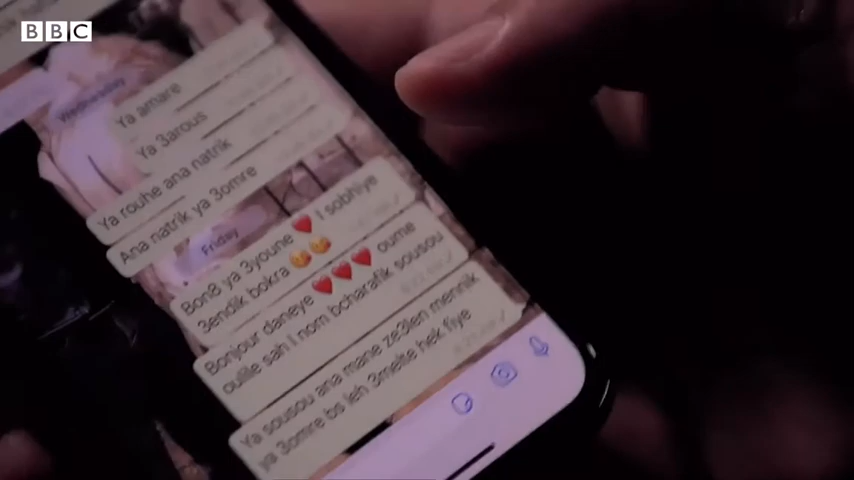 BBC
Wednesday
Ya amare
Ya 3arous
Ya rouhe ana natrik
Ana natrik ya 3omre
Friday
Bon8 ya 3youne ❤️ l sobhiye
3endik bokra
Bonjour daneye ❤️❤️❤️ oume
ouille sah l nom bcharafik sousou
Ya sousou ana mane ze3len mennik
ya 3omre bs leh 3melte hek fiye